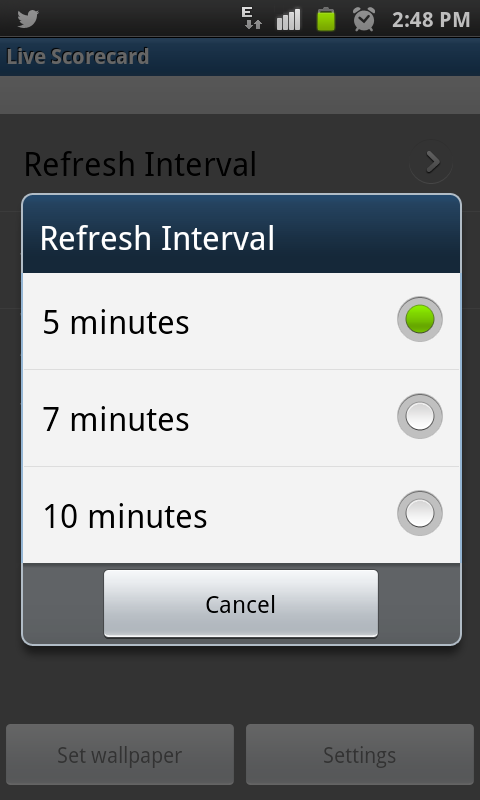 E
2:48 PM
Live Scorecard
Refresh Interval
Refresh Interval
5 minutes
7 minutes
10 minutes
Cancel
Set wallpaper
Settings